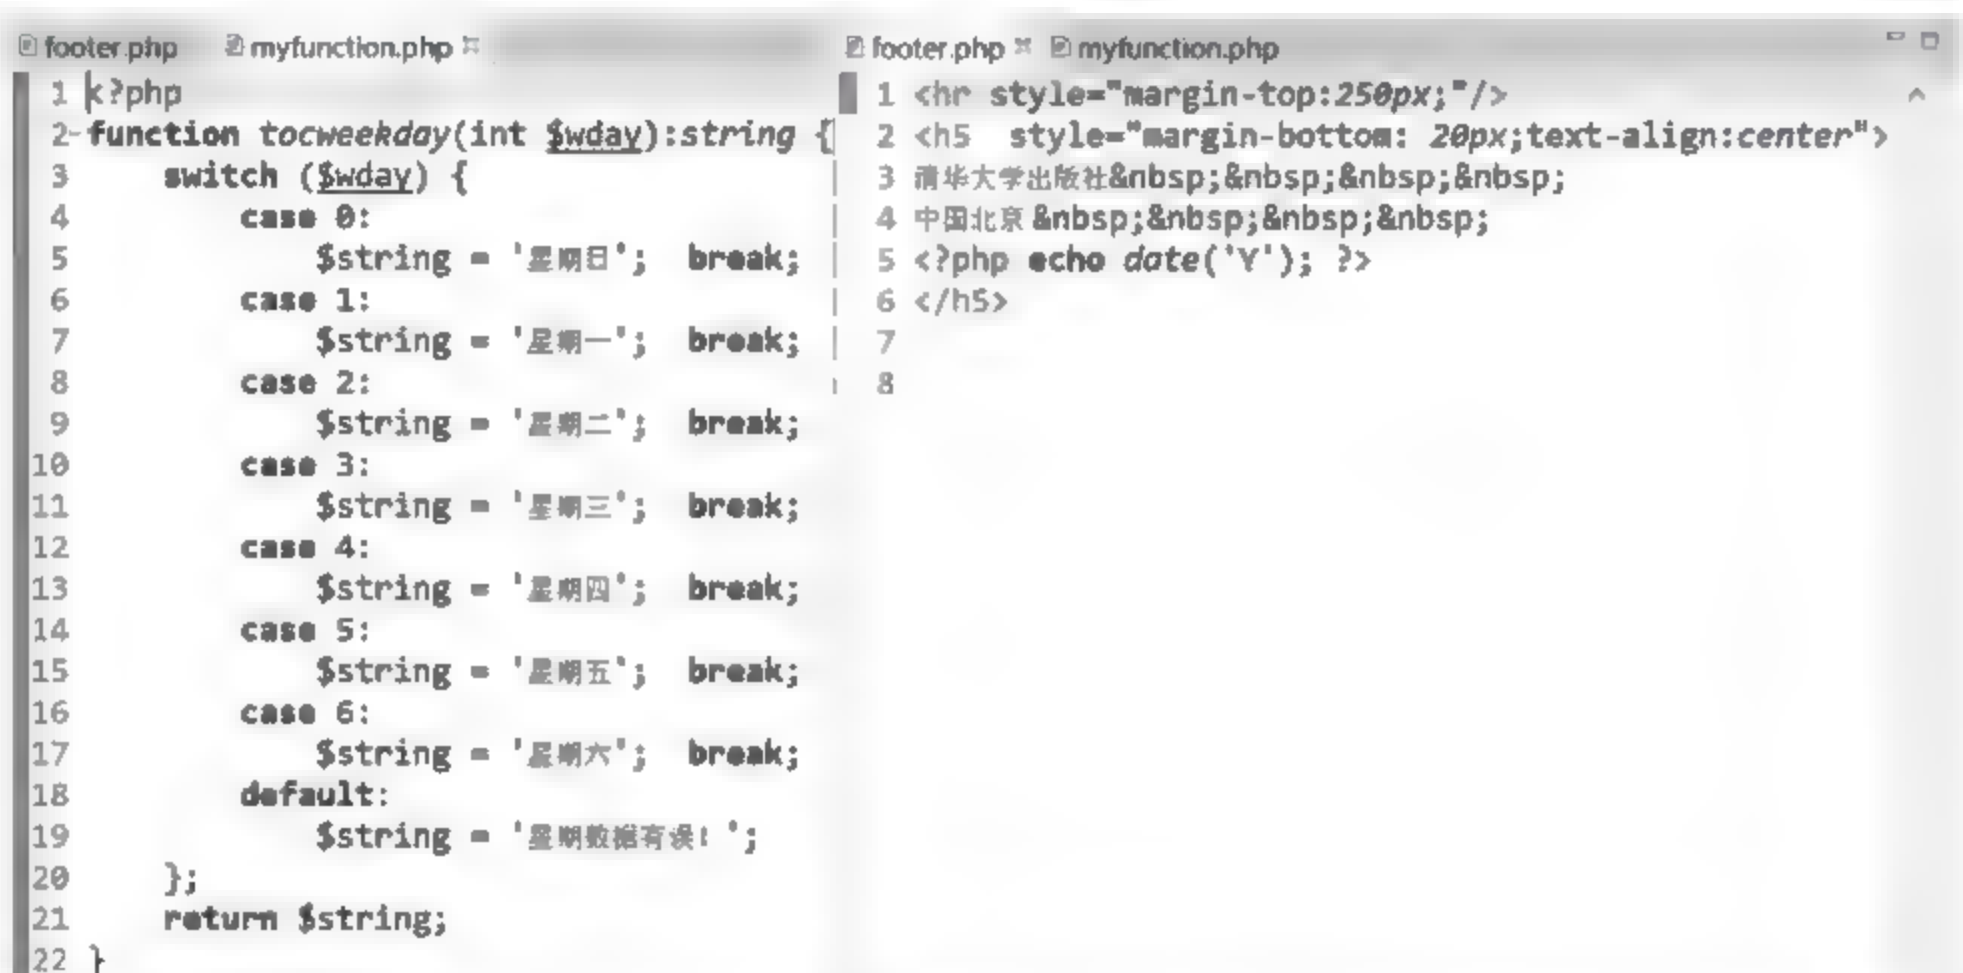 footer.php myfunction.php
1 <?php
2 function tocweekday(int $wday):string {
3 switch ($wday) {
4 case 0:
5 $string = '星期日'; break;
6 case 1:
7 $string = '星期一'; break;
8 case 2:
9 $string = '星期二'; break;
10 case 3:
11 $string = '星期三'; break;
12 case 4:
13 $string = '星期四'; break;
14 case 5:
15 $string = '星期五'; break;
16 case 6:
17 $string = '星期六'; break;
18 default:
19 $string = '星期数据有误！';
20 };
21 return $string;
22 }
footer.php myfunction.php
1 <hr style="margin-top:250px;"/>
2 <h5 style="margin-bottom: 20px;text-align:center">
3 清华大学出版社&nbsp;&nbsp;&nbsp;&nbsp;
4 中国北京&nbsp;&nbsp;&nbsp;&nbsp;
5 <?php echo date('Y'); ?>
6 </h5>
7
8